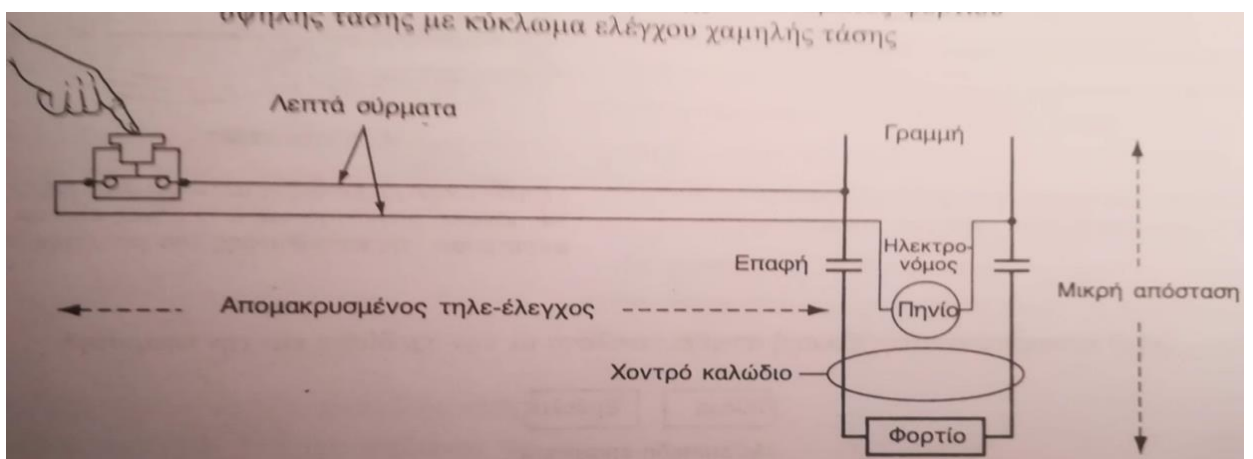 υψηλής τάσης με κύκλωμα ελέγχου χαμηλής τάσης
Λεπτά σύρματα
Γραμμή
Επαφή
Ηλεκτρο-
νόμος
Πηνίο
Μικρή απόσταση
Απομακρυσμένος τηλε-έλεγχος
Χοντρό καλώδιο
Φορτίο